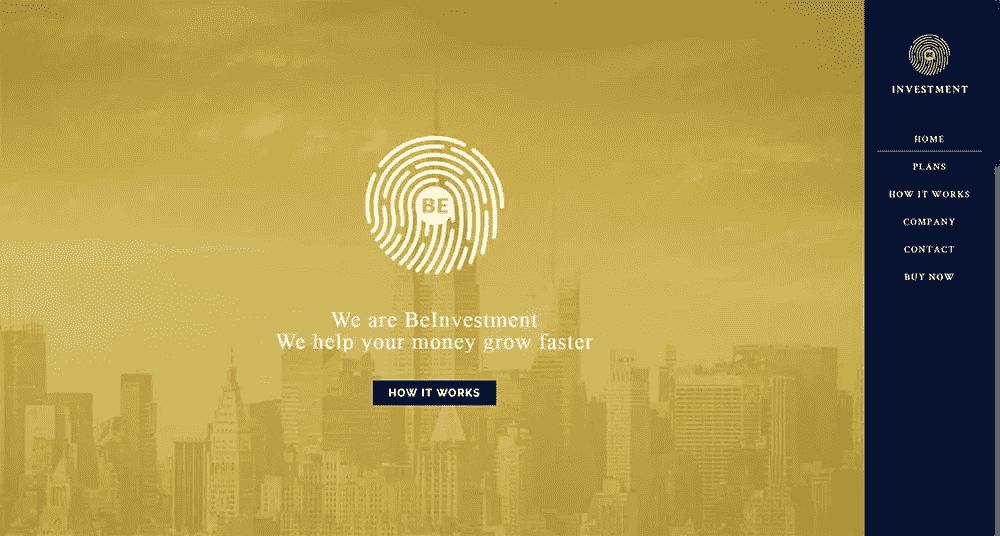 BE
We are BeInvestment
We help your money grow faster
HOW IT WORKS
BE
INVESTMENT
HOME
PLANS
HOW IT WORKS
COMPANY
CONTACT
BUY NOW